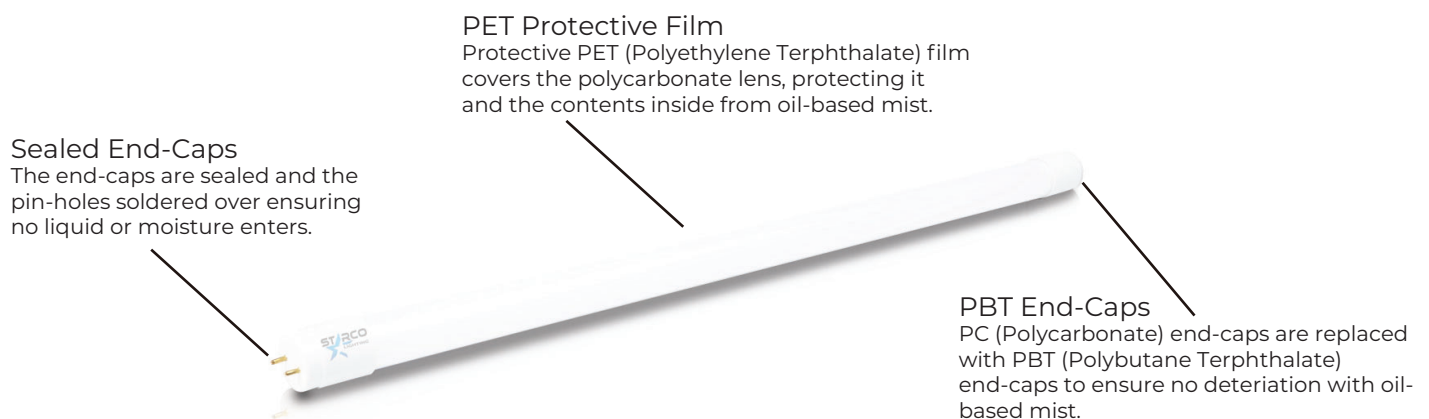 PET Protective Film
Protective PET (Polyethylene Terphthalate) film
covers the polycarbonate lens, protecting it
and the contents inside from oil-based mist.
Sealed End-Caps
The end-caps are sealed and the
pin-holes soldered over ensuring
no liquid or moisture enters.
STARCO
PBT End-Caps
PC (Polycarbonate) end-caps are replaced
with PBT (Polybutane Terphthalate)
end-caps to ensure no deteriation with oil-
based mist.